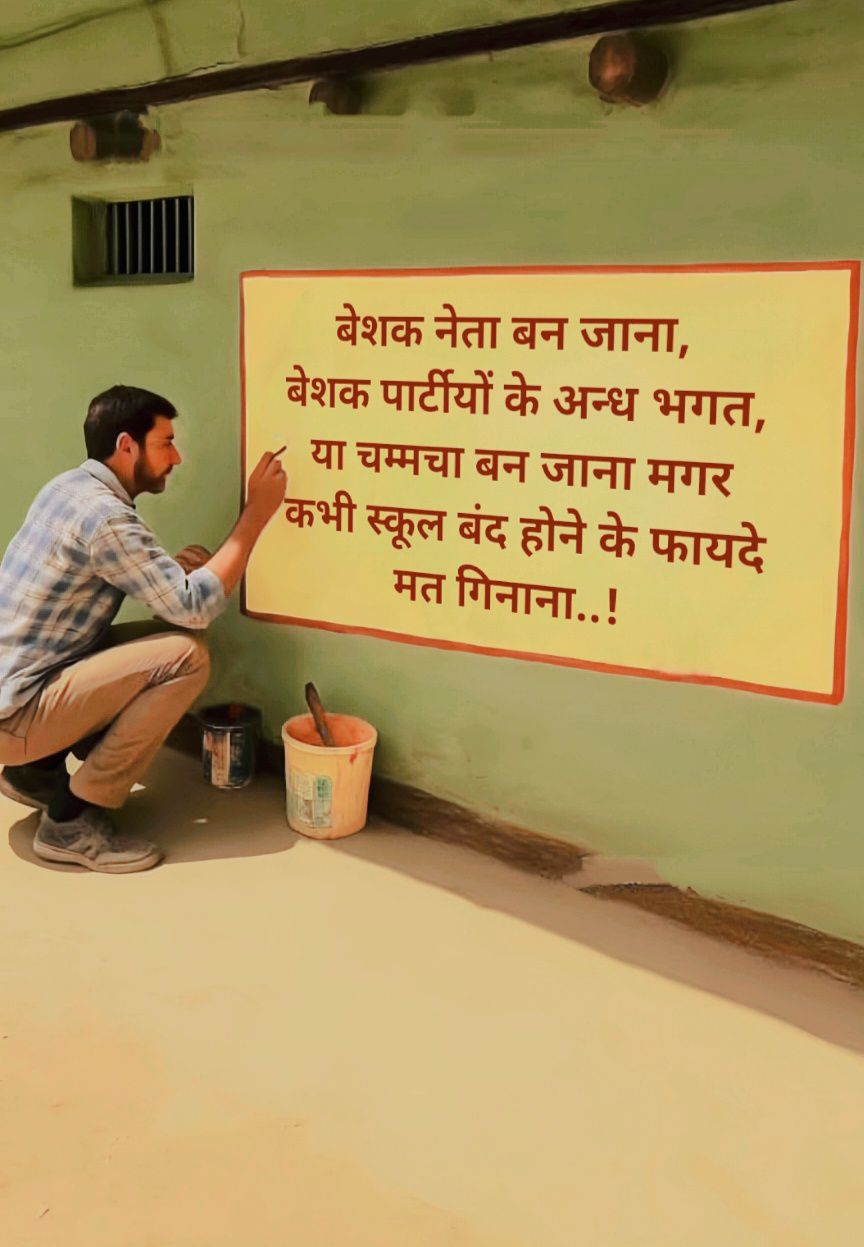 बेशक नेता बन जाना,
बेशक पार्टीयों के अन्ध भगत,
या चम्मचा बन जाना मगर
कभी स्कूल बंद होने के फायदे
मत गिनाना..!